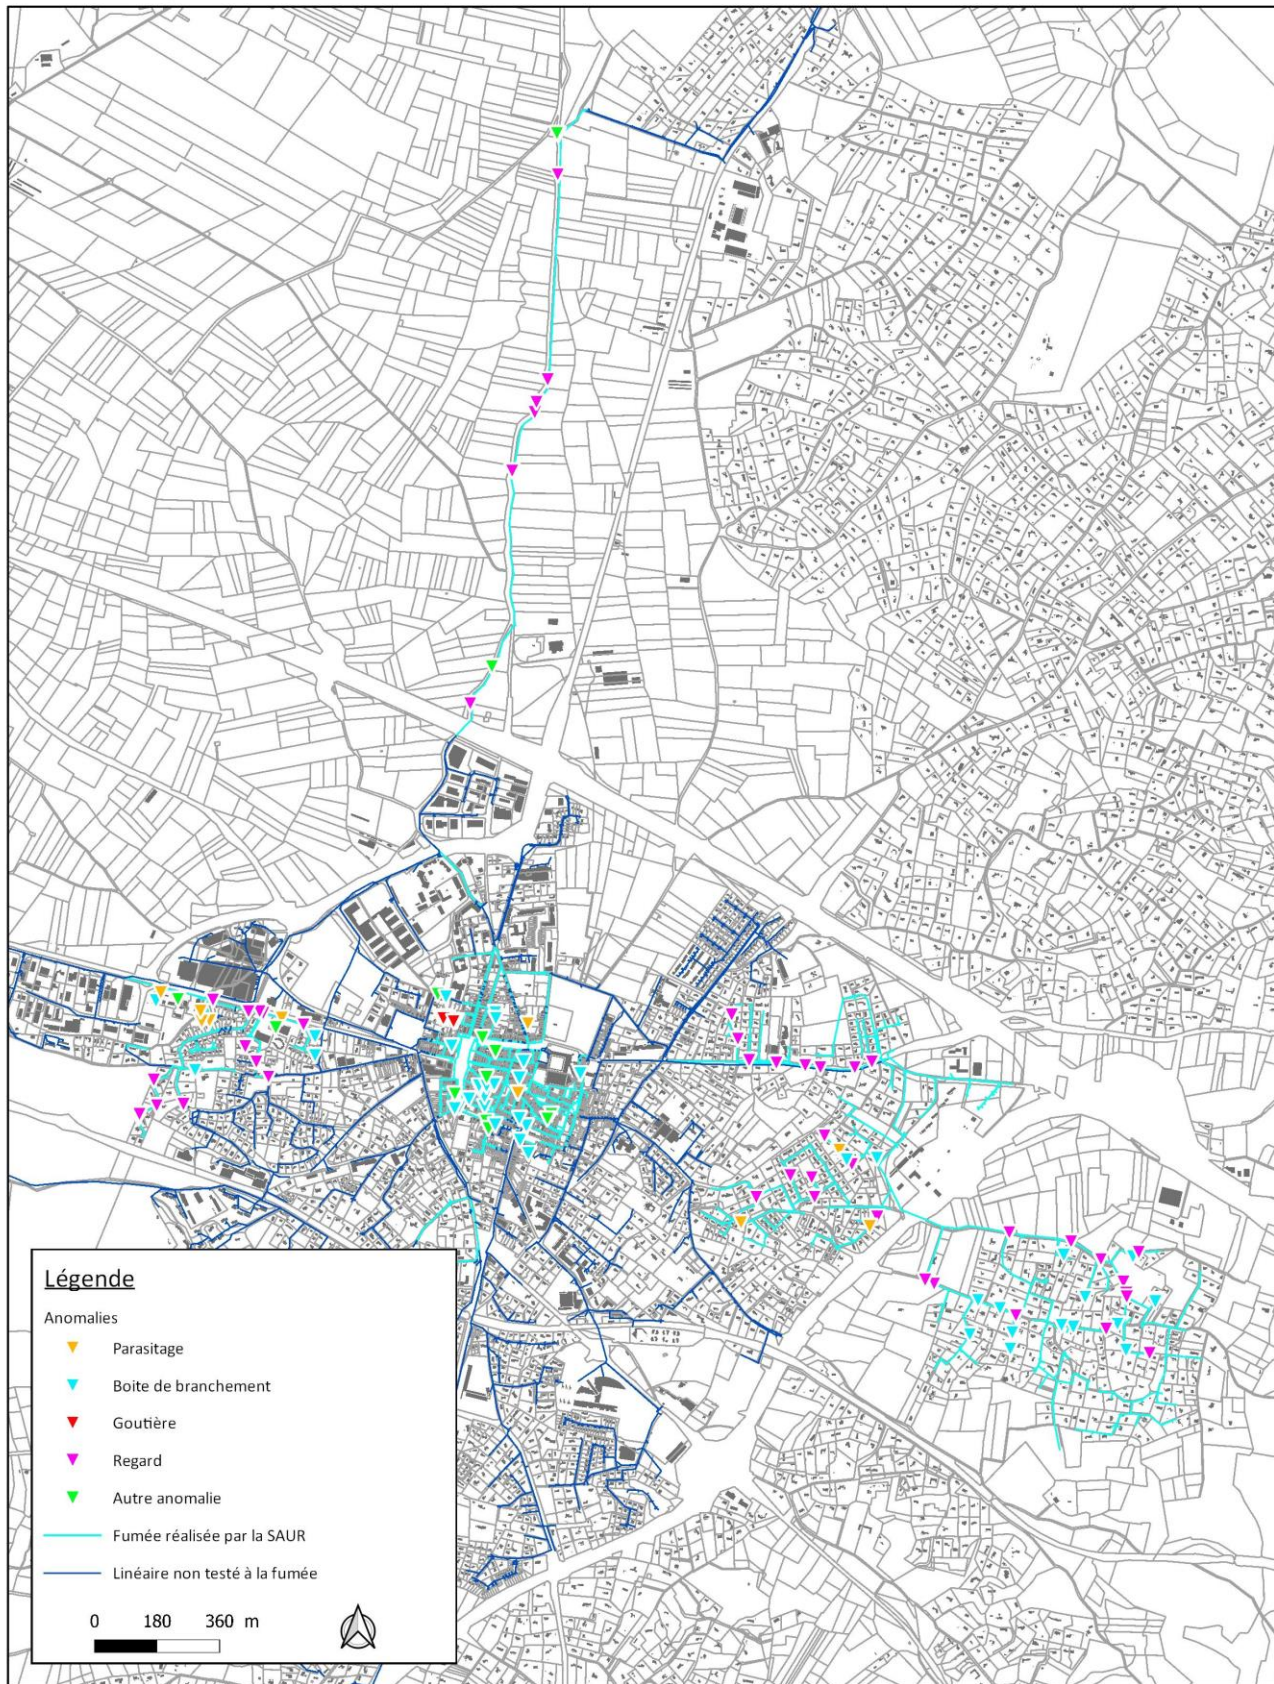 Légende
Anomalies
Parasitage
Boite de branchement
Goutière
Regard
Autre anomalie
Fumée réalisée par la SAUR
Linéaire non testé à la fumée
0 180 360 m